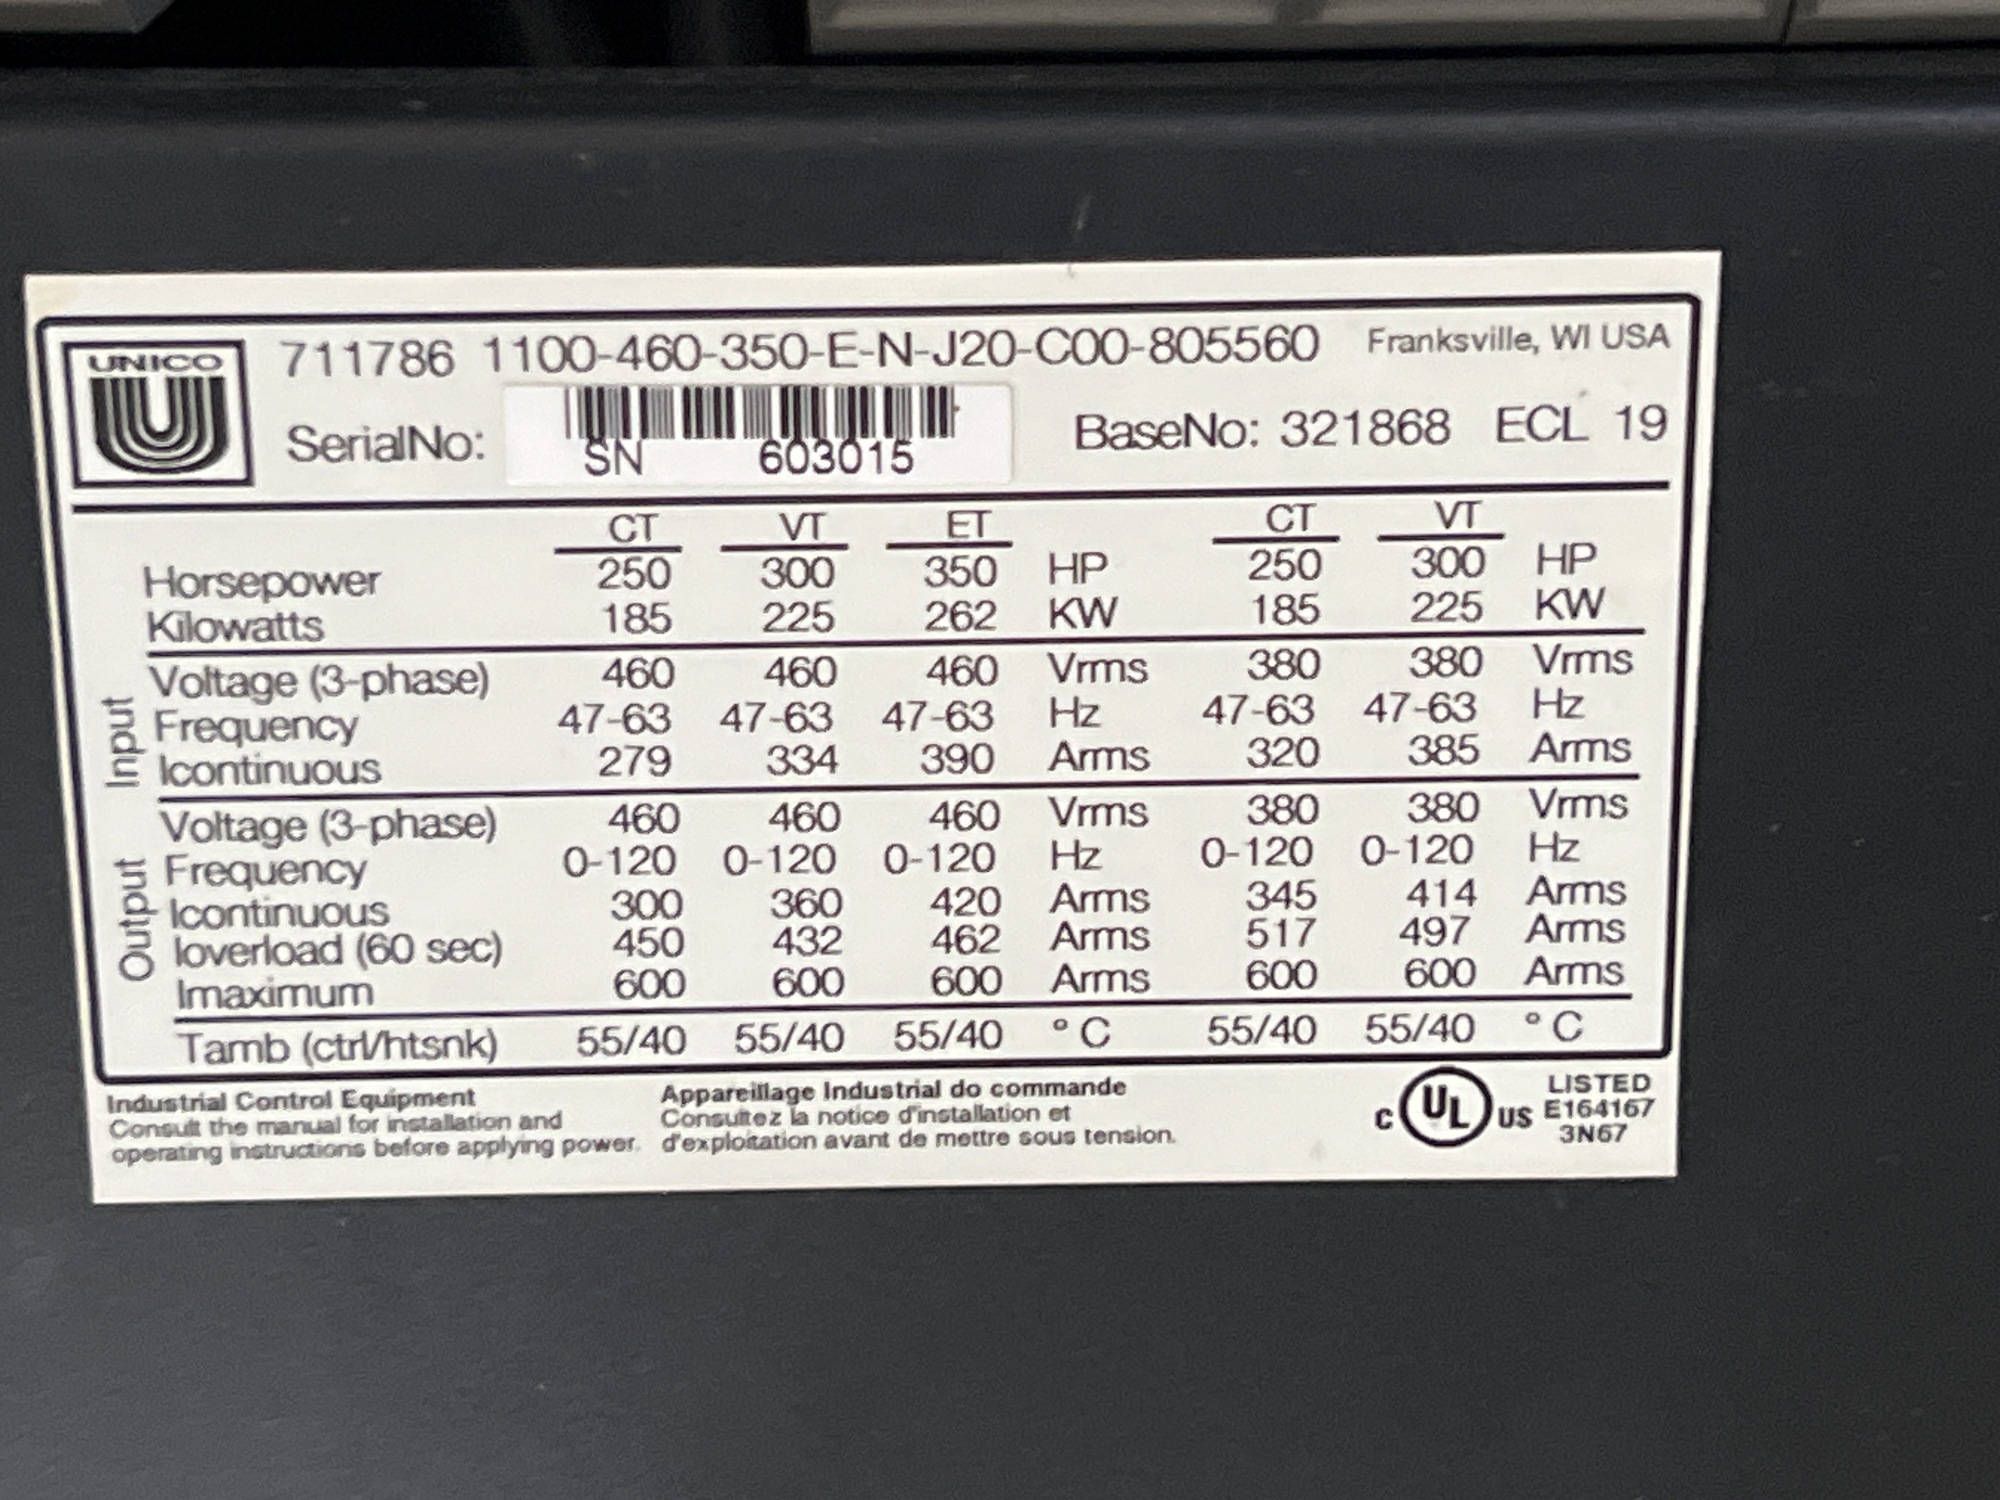 UNICO
711786 1100-460-350-E-N-J20-C00-805560 Franksville, WI USA
SerialNo: SN 603015 BaseNo: 321868 ECL 19
CT VT ET CT VT
Horsepower 250 300 350 HP 250 300 HP
Kilowatts 185 225 262 KW 185 225 KW
Input
Voltage (3-phase) 460 460 460 Vrms 380 380 Vrms
Frequency 47-63 47-63 47-63 Hz 47-63 47-63 Hz
Icontinuous 279 334 390 Arms 320 385 Arms
Output
Voltage (3-phase) 460 460 460 Vrms 380 380 Vrms
Frequency 0-120 0-120 0-120 Hz 0-120 0-120 Hz
Icontinuous 300 360 420 Arms 345 414 Arms
Ioverload (60 sec) 450 432 462 Arms 517 497 Arms
Imaximum 600 600 600 Arms 600 600 Arms
Tamb (ctrl/htsnk) 55/40 55/40 55/40 °C 55/40 55/40 °C
Industrial Control Equipment
Consult the manual for installation and
operating instructions before applying power.
Appareillage Industrial do commande
Consultez la notice d'installation et
d'exploitation avant de mettre sous tension.
C UL US
LISTED
E164167
3N67